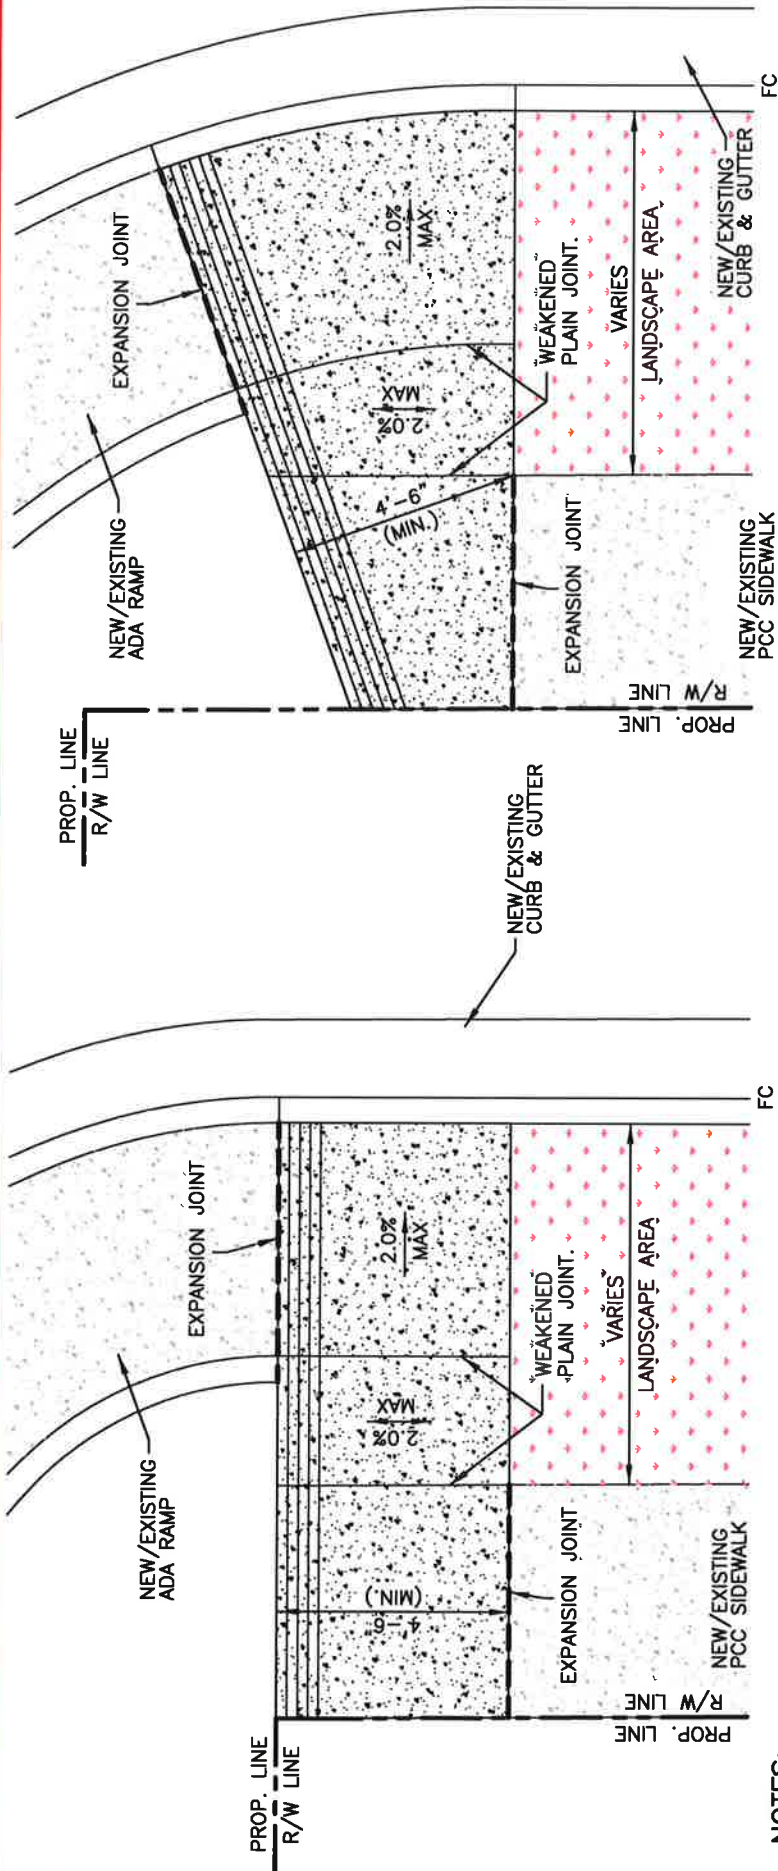 PROP. LINE
R/W LINE
NEW/EXISTING
ADA RAMP
EXPANSION JOINT
2.0%
MAX
2.0%
MAX
4'-6"
(MIN.)
WEAKENED
PLAIN JOINT.
VARIES
LANDSCAPE AREA
EXPANSION JOINT
NEW/EXISTING
PCC SIDEWALK
R/W LINE
PROP. LINE
NEW/EXISTING
CURB & GUTTER
FC
PROP. LINE
R/W LINE
NEW/EXISTING
ADA RAMP
EXPANSION JOINT
2.0%
MAX
2.0%
MAX
4'-6"
(MIN.)
WEAKENED
PLAIN JOINT.
VARIES
LANDSCAPE AREA
EXPANSION JOINT
NEW/EXISTING
PCC SIDEWALK
R/W LINE
PROP. LINE
NEW/EXISTING
CURB & GUTTER
FC
NOTES: